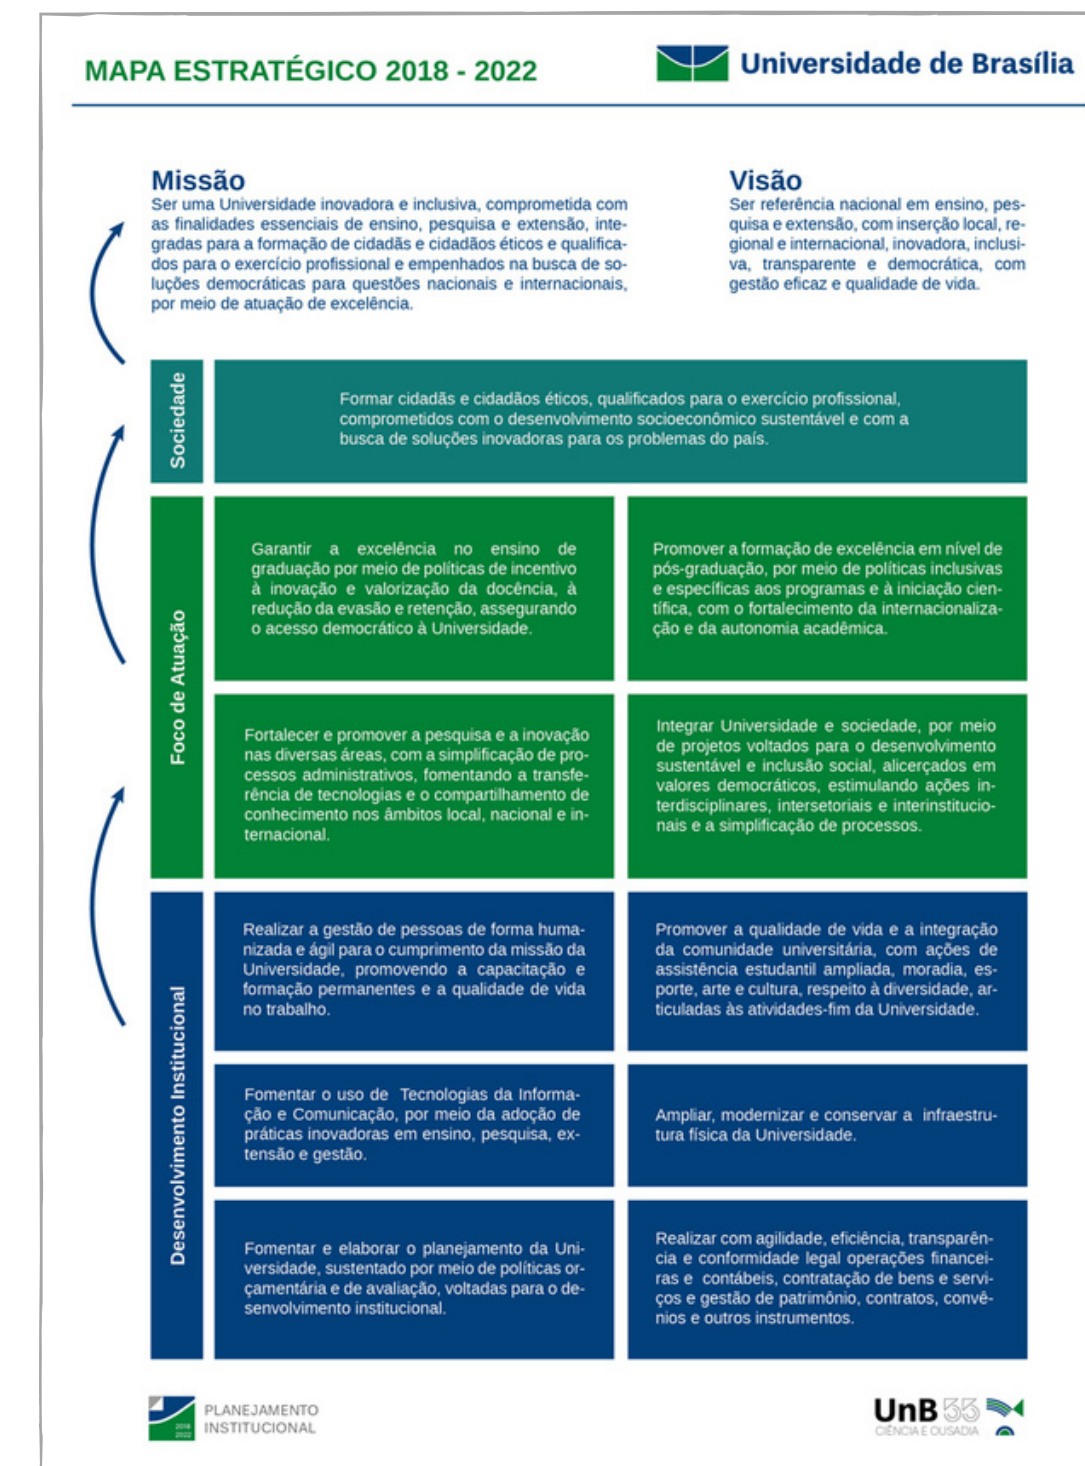 MAPA ESTRATÉGICO 2018 - 2022
Universidade de Brasília
Missão
Ser uma Universidade inovadora e inclusiva, comprometida com
as finalidades essenciais de ensino, pesquisa e extensão, inte-
gradas para a formação de cidadãs e cidadãos éticos e qualifica-
dos para o exercício profissional e empenhados na busca de so-
luções democráticas para questões nacionais e internacionais,
por meio de atuação de excelência.
Visão
Ser referência nacional em ensino, pes-
quisa e extensão, com inserção local, re-
gional e internacional, inovadora, inclusi-
va, transparente e democrática, com
gestão eficaz e qualidade de vida.
Sociedade
Formar cidadãs e cidadãos éticos, qualificados para o exercício profissional,
comprometidos com o desenvolvimento socioeconômico sustentável e com a
busca de soluções inovadoras para os problemas do país.
Foco de Atuação
Garantir a excelência no ensino de
graduação por meio de políticas de incentivo
à inovação e valorização da docência, à
redução da evasão e retenção, assegurando
o acesso democrático à Universidade.
Promover a formação de excelência em nível de
pós-graduação, por meio de políticas inclusivas
e específicas aos programas e à iniciação cien-
tífica, com o fortalecimento da internacionaliza-
ção e da autonomia acadêmica.
Fortalecer e promover a pesquisa e a inovação
nas diversas áreas, com a simplificação de pro-
cessos administrativos, fomentando a transfe-
rência de tecnologias e o compartilhamento de
conhecimento nos âmbitos local, nacional e in-
ternacional.
Integrar Universidade e sociedade, por meio
de projetos voltados para o desenvolvimento
sustentável e inclusão social, alicerçados em
valores democráticos, estimulando ações in-
terdisciplinares, intersetoriais e interinstitucio-
nais e a simplificação de processos.
Desenvolvimento Institucional
Realizar a gestão de pessoas de forma huma-
nizada e ágil para o cumprimento da missão da
Universidade, promovendo a capacitação e
formação permanentes e a qualidade de vida
no trabalho.
Promover a qualidade de vida e a integração
da comunidade universitária, com ações de
assistência estudantil ampliada, moradia, es-
porte, arte e cultura, respeito à diversidade, ar-
ticuladas às atividades-fim da Universidade.
Fomentar o uso de Tecnologias da Informa-
ção e Comunicação, por meio da adoção de
práticas inovadoras em ensino, pesquisa, ex-
tensão e gestão.
Ampliar, modernizar e conservar a infraestru-
tura física da Universidade.
Fomentar e elaborar o planejamento da Uni-
versidade, sustentado por meio de políticas or-
çamentária e de avaliação, voltadas para o de-
senvolvimento institucional.
Realizar com agilidade, eficiência, transparên-
cia e conformidade legal operações financei-
ras e contábeis, contratação de bens e servi-
ços e gestão de patrimônio, contratos, convê-
nios e outros instrumentos.
2018
2022
PLANEJAMENTO
INSTITUCIONAL
UnB 55
CIÊNCIA E OUSADIA